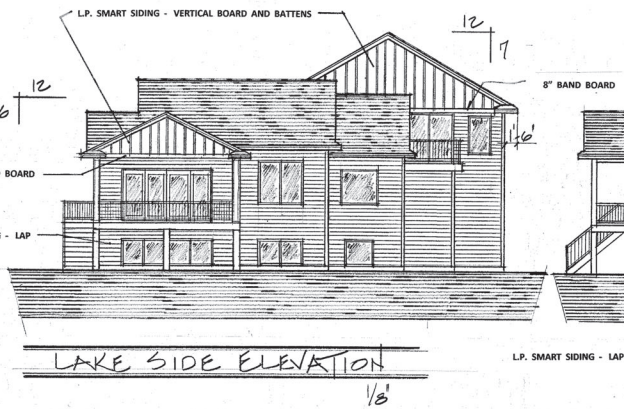 L.P. SMART SIDING - VERTICAL BOARD AND BATTENS
12
7
12
6
8" BAND BOARD
1'-6"
BOARD
- LAP
LAKE SIDE ELEVATION
1/8"
L.P. SMART SIDING - LAP